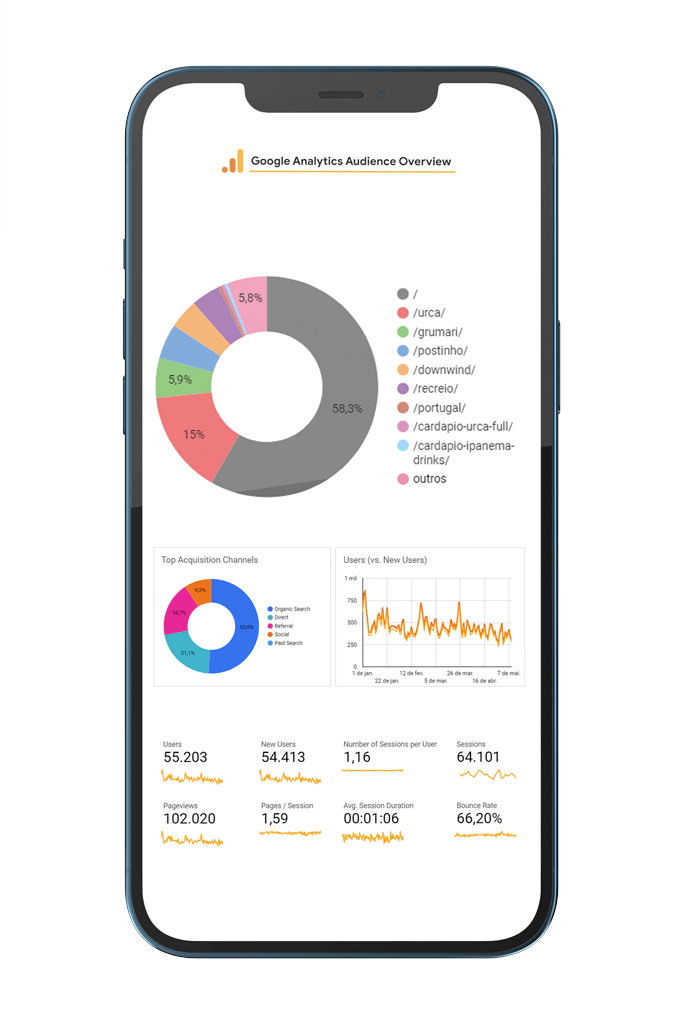 Google Analytics Audience Overview
5,8%
58,3%
5,9%
15%
/
/urca/
/grumari/
/postinho/
/downwind/
/recreio/
/portugal/
/cardapio-urca-full/
/cardapio-ipanema-
drinks/
outros
Top Acquisition Channels
9,3%
18,7%
50,9%
21,1%
Organic Search
Direct
Referral
Social
Paid Search
Users (vs. New Users)
1 mil
750
500
250
0
1 de jan.
12 de fev.
26 de mar.
7 de mai.
22 de jan.
5 de mar.
16 de abr.
Users
New Users
Number of Sessions per User
Sessions
55.203
54.413
1,16
64.101
Pageviews
Pages / Session
Avg. Session Duration
Bounce Rate
102.020
1,59
00:01:06
66,20%